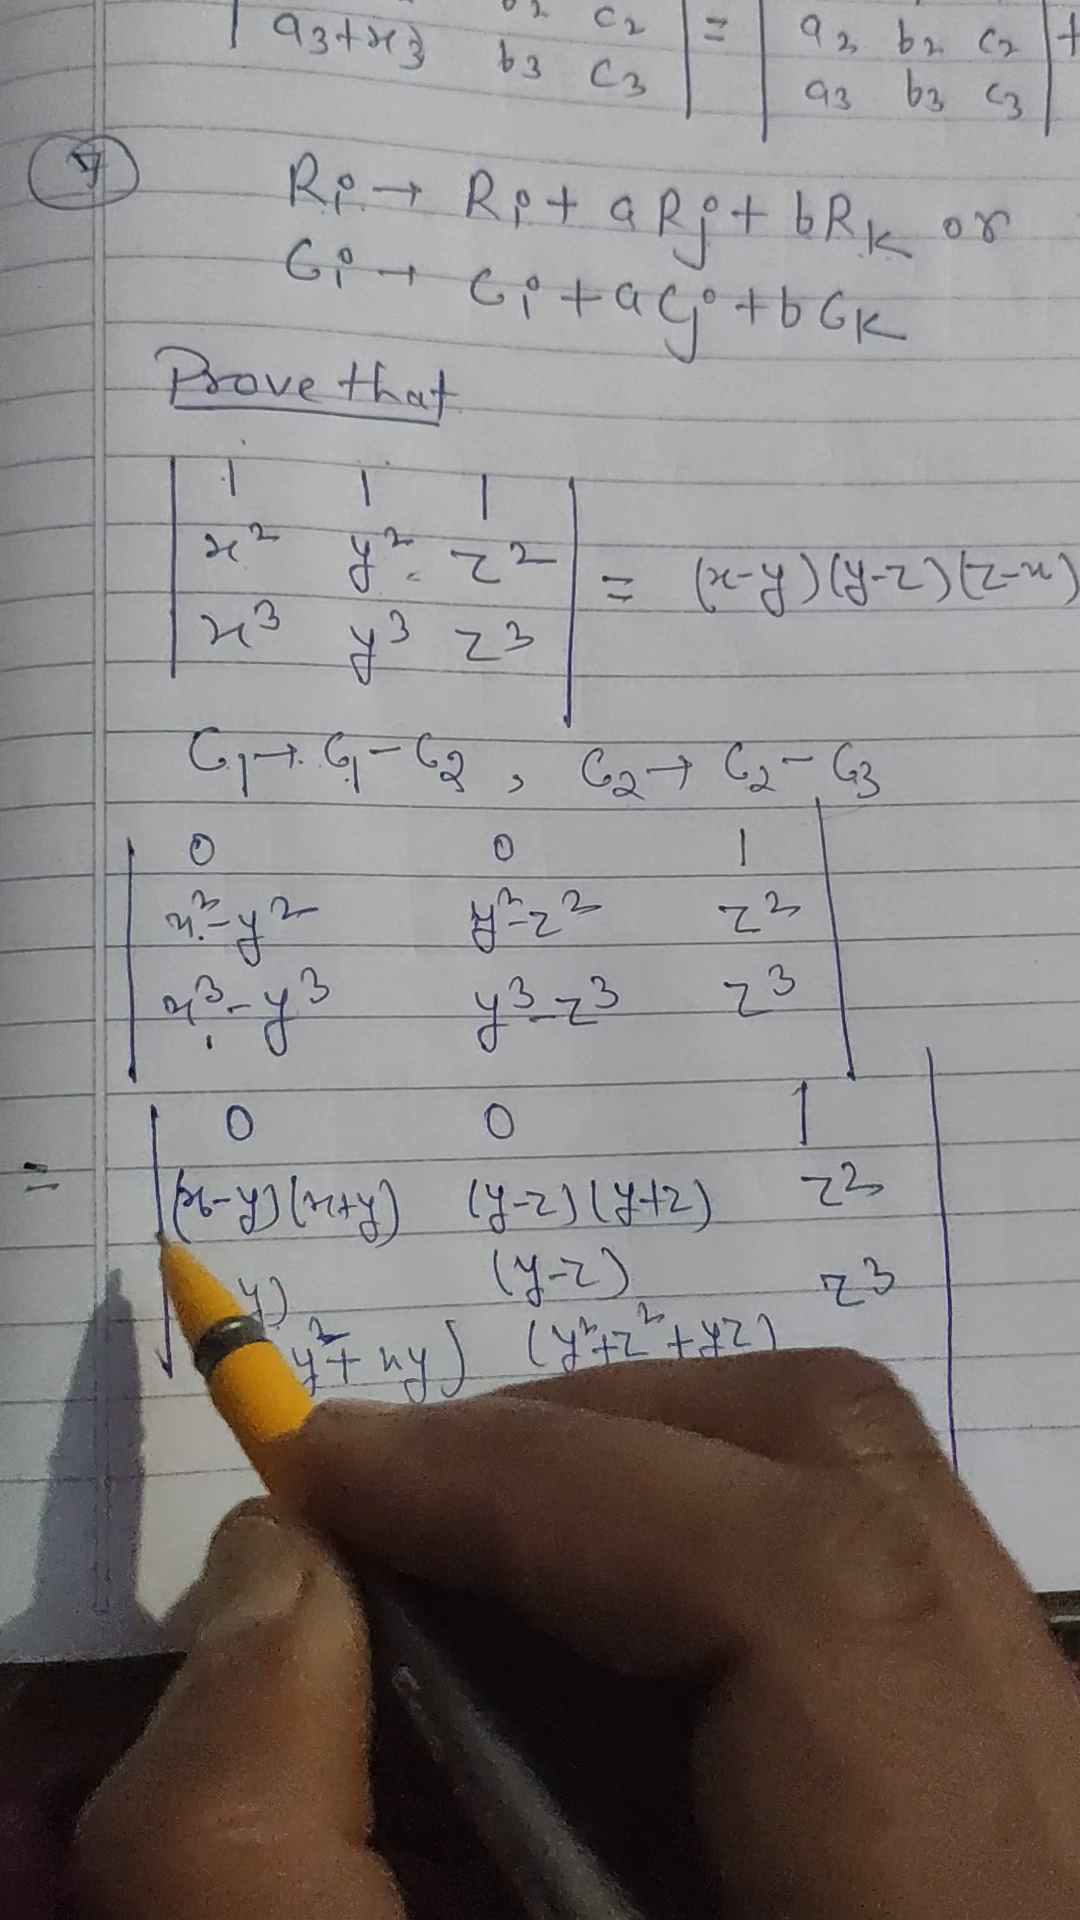 c₂ | = | a₂ b₂ c₂ | +
a₃+x₃ b₃ c₃ | a₃ b₃ c₃
7
Ri → Ri + aRj + bRk or
Ci → Ci + aCj + bCk
Prove that
| 1 1 1 |
| x² y² z² | = (x-y)(y-z)(z-x)
| x³ y³ z³ |
C₁ → C₁ - C₂ , C₂ → C₂ - C₃
| 0 0 1 |
| x²-y² y²-z² z² |
| x³-y³ y³-z³ z³ |
| 0 0 1 |
= | (x-y)(x+y) (y-z)(y+z) z² |
y) (y-z) z³
y²+xy) (y²+z²+yz)